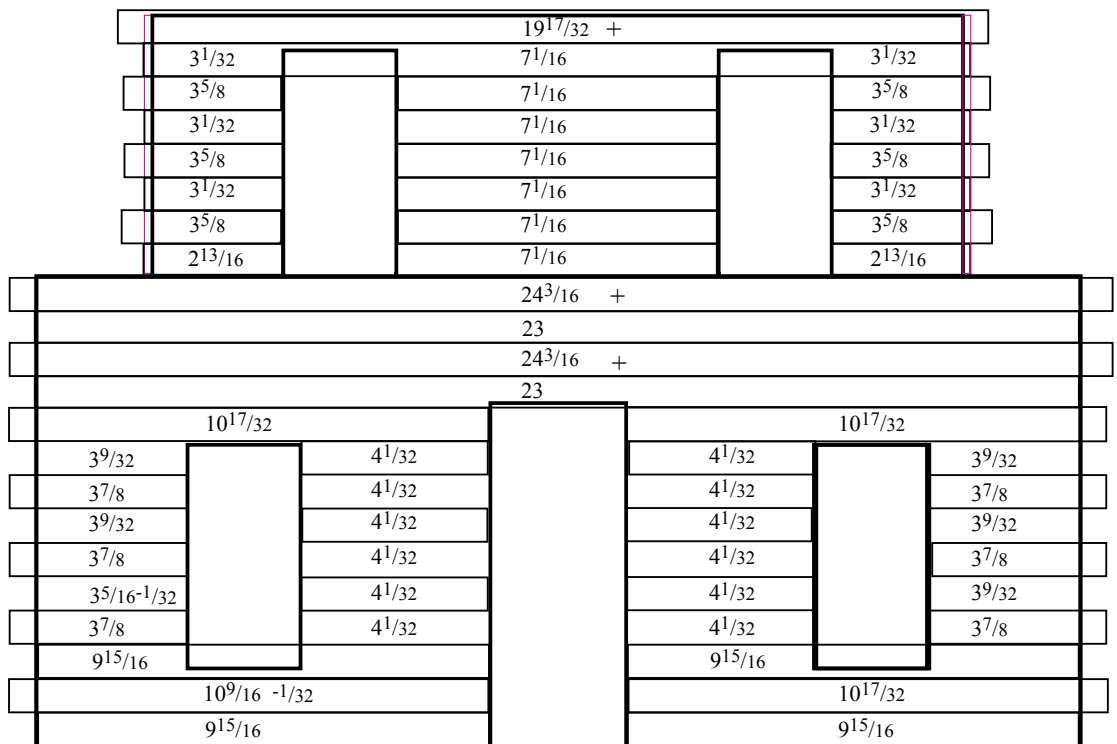 19 17/32 +
3 1/32 7 1/16 3 1/32
3 5/8 7 1/16 3 5/8
3 1/32 7 1/16 3 1/32
3 5/8 7 1/16 3 5/8
3 1/32 7 1/16 3 1/32
3 5/8 7 1/16 3 5/8
2 13/16 7 1/16 2 13/16
24 3/16 +
23
24 3/16 +
23
10 17/32 10 17/32
3 9/32 4 1/32 4 1/32 3 9/32
3 7/8 4 1/32 4 1/32 3 7/8
3 9/32 4 1/32 4 1/32 3 9/32
3 7/8 4 1/32 4 1/32 3 7/8
3 5/16 -1/32 4 1/32 4 1/32 3 9/32
3 7/8 4 1/32 4 1/32 3 7/8
9 15/16 9 15/16
10 9/16 -1/32 10 17/32
9 15/16 9 15/16